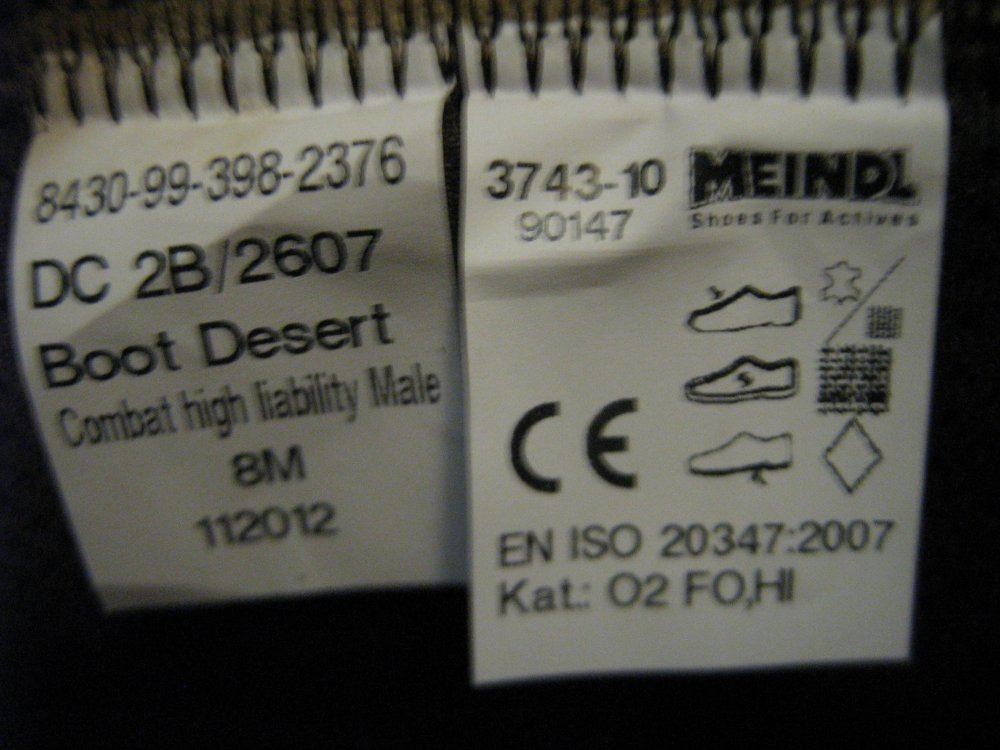 8430-99-398-2376
DC 2B/2607
Boot Desert
Combat high liability Male
8M
112012
3743-10
90147
MEINDL
Shoes For Actives
CE
EN ISO 20347:2007
Kat.: O2 FO,HI